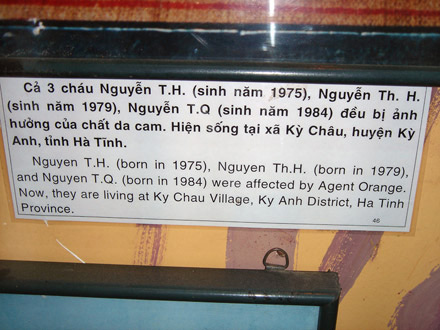 Cả 3 cháu Nguyễn T.H. (sinh năm 1975), Nguyễn Th. H.
(sinh năm 1979), Nguyễn T.Q (sinh năm 1984) đều bị ảnh
hưởng của chất da cam. Hiện sống tại xã Kỳ Châu, huyện Kỳ
Anh, tỉnh Hà Tĩnh.
Nguyen T.H. (born in 1975), Nguyen Th.H. (born in 1979),
and Nguyen T.Q. (born in 1984) were affected by Agent Orange.
Now, they are living at Ky Chau Village, Ky Anh District, Ha Tinh
Province.
46